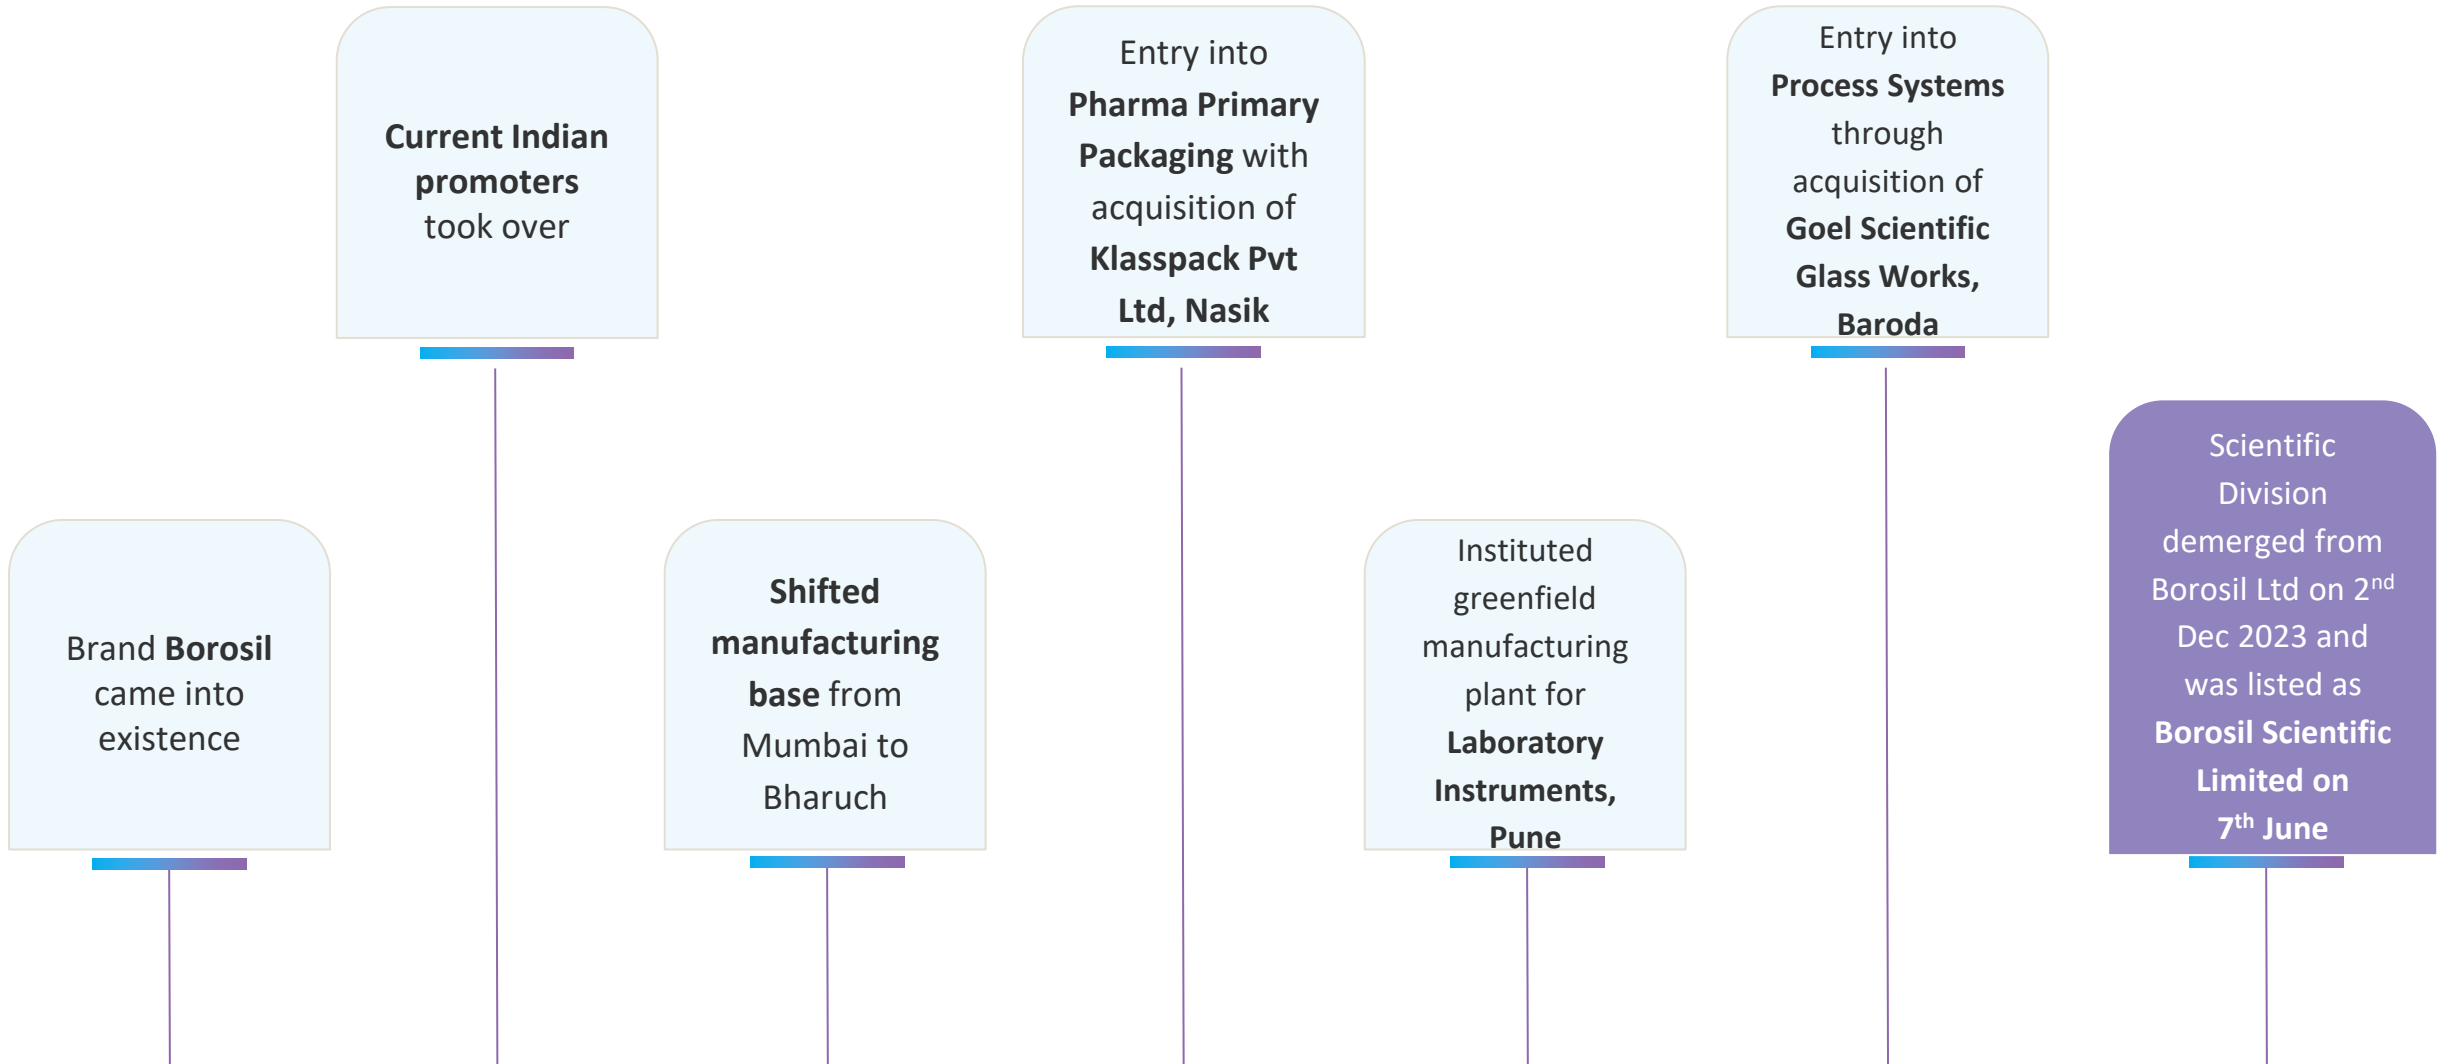 Brand Borosil
came into
existence
Current Indian
promoters
took over
Shifted
manufacturing
base from
Mumbai to
Bharuch
Entry into
Pharma Primary
Packaging with
acquisition of
Klasspack Pvt
Ltd, Nasik
Instituted
greenfield
manufacturing
plant for
Laboratory
Instruments,
Pune
Entry into
Process Systems
through
acquisition of
Goel Scientific
Glass Works,
Baroda
Scientific
Division
demerged from
Borosil Ltd on 2nd
Dec 2023 and
was listed as
Borosil Scientific
Limited on
7th June